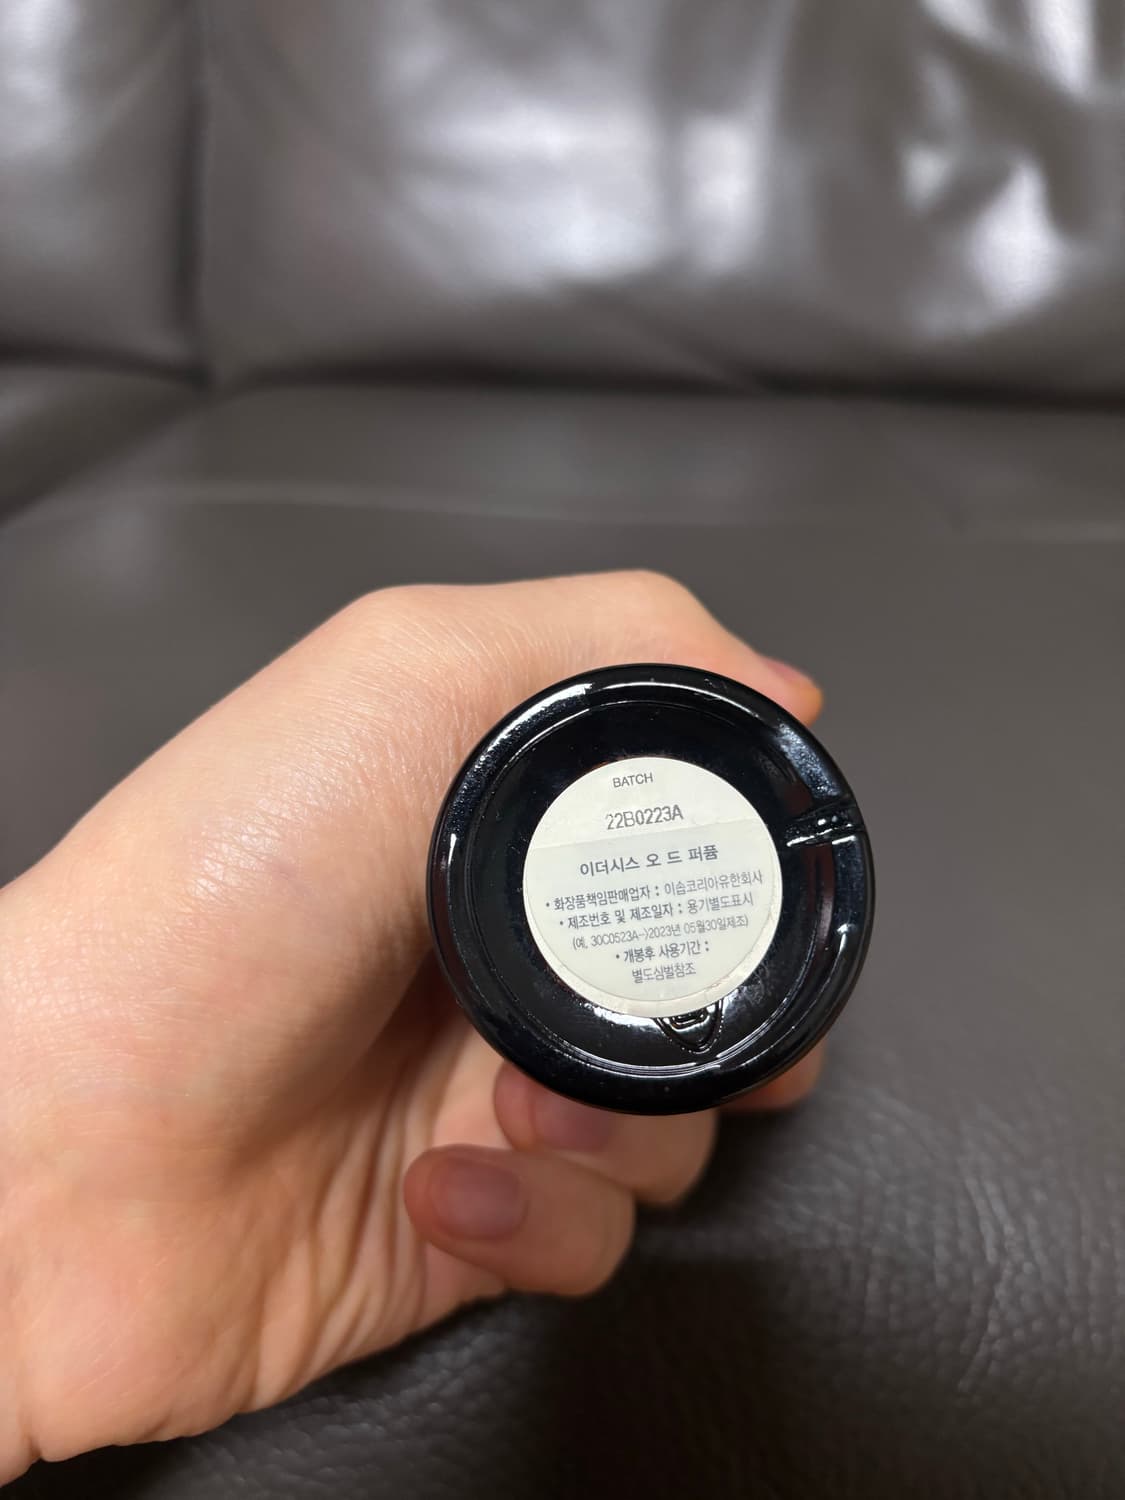 BATCH
22B0223A
이더시스 오 드 퍼퓸
• 화장품책임판매업자 : 이솝코리아유한회사
• 제조번호 및 제조일자 : 용기별도표시
(예, 30C0523A->2023년 05월30일제조)
• 개봉후 사용기간 :
별도심벌참조